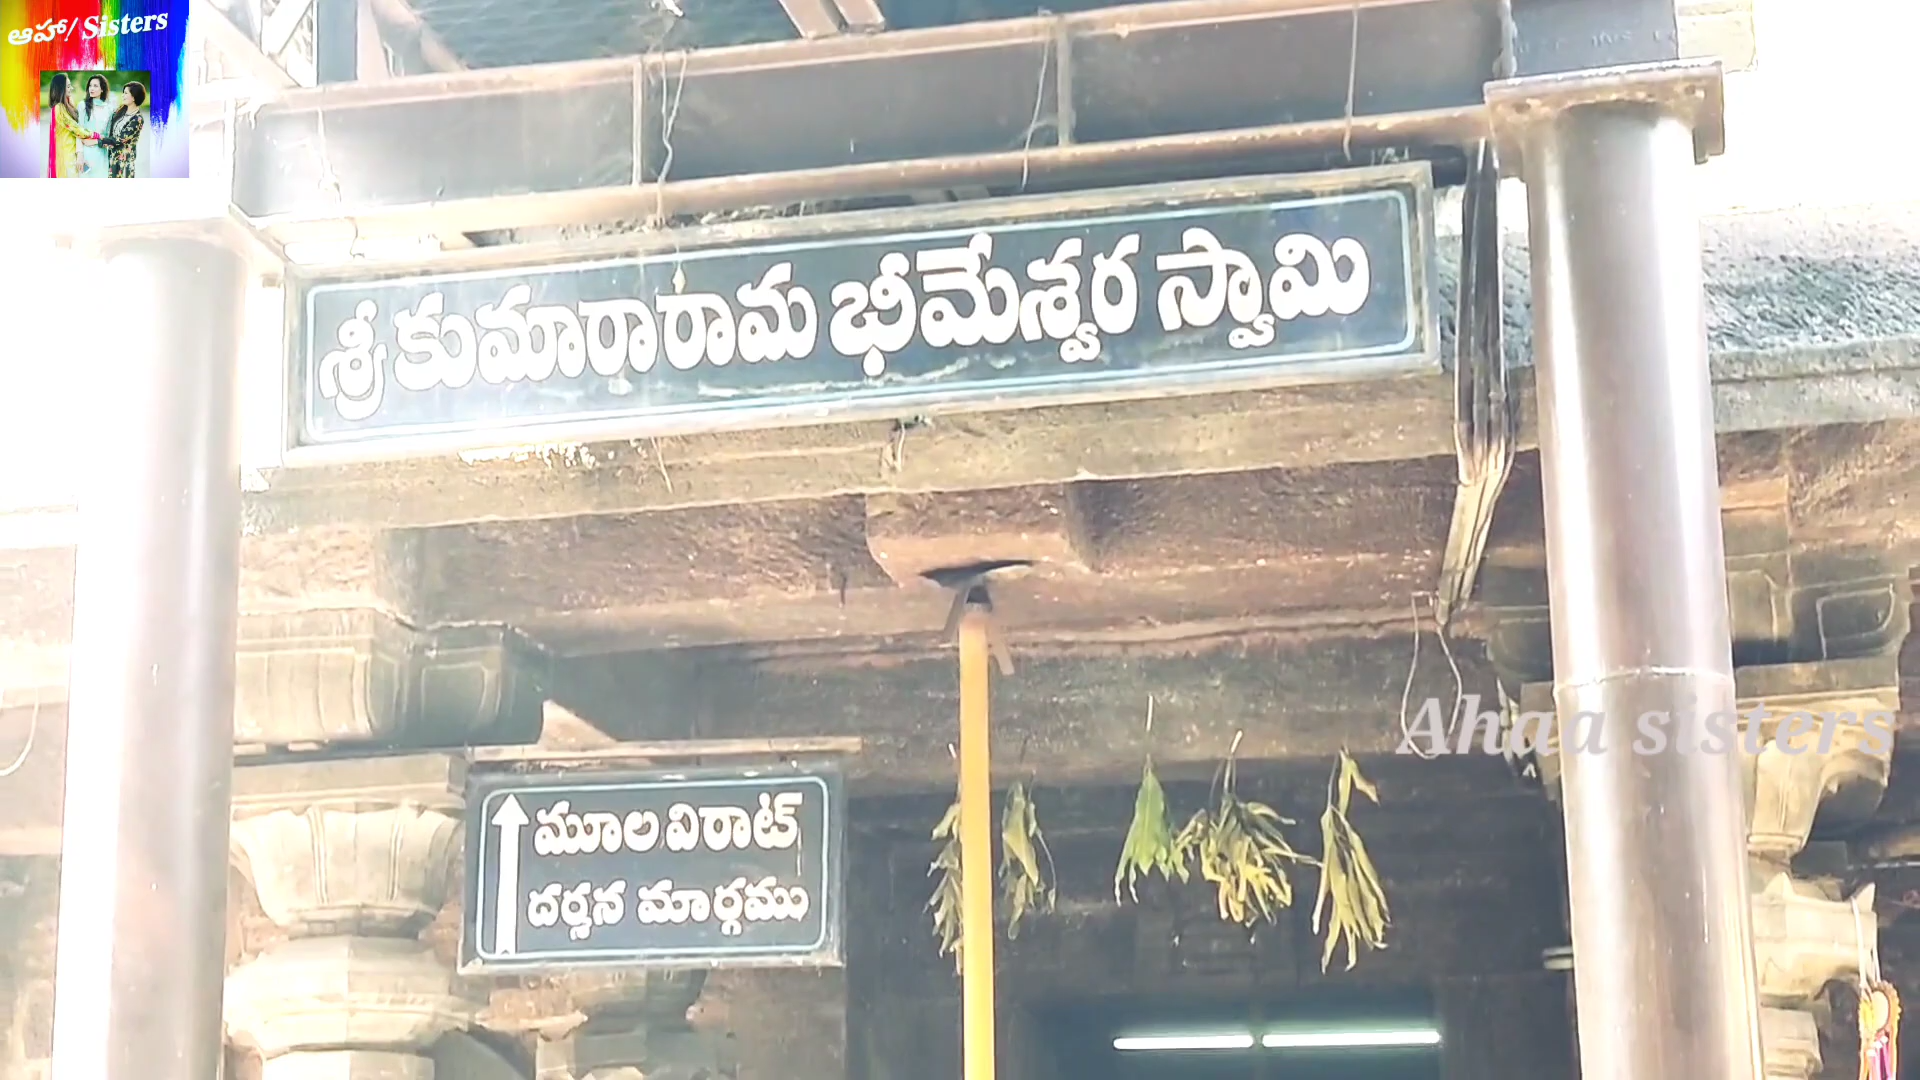 ఆహా! Sisters
శ్రీ కుమారారామ భీమేశ్వర స్వామి
Ahaa sisters
మూల విరాట్
దర్శన మార్గము